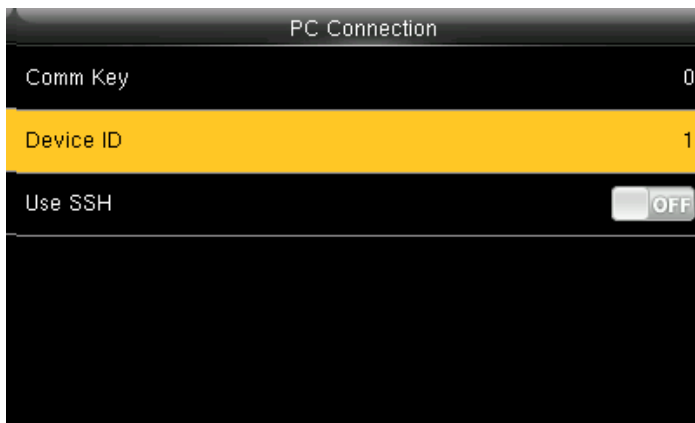 PC Connection
Comm Key 0
Device ID 1
Use SSH OFF